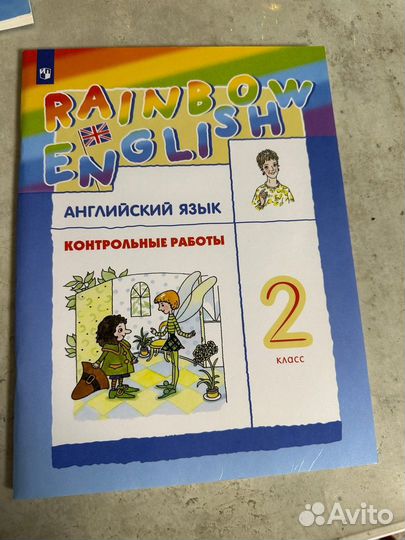 RAINBOW
ENGLISH
АНГЛИЙСКИЙ ЯЗЫК
КОНТРОЛЬНЫЕ РАБОТЫ
2
КЛАСС
Avito